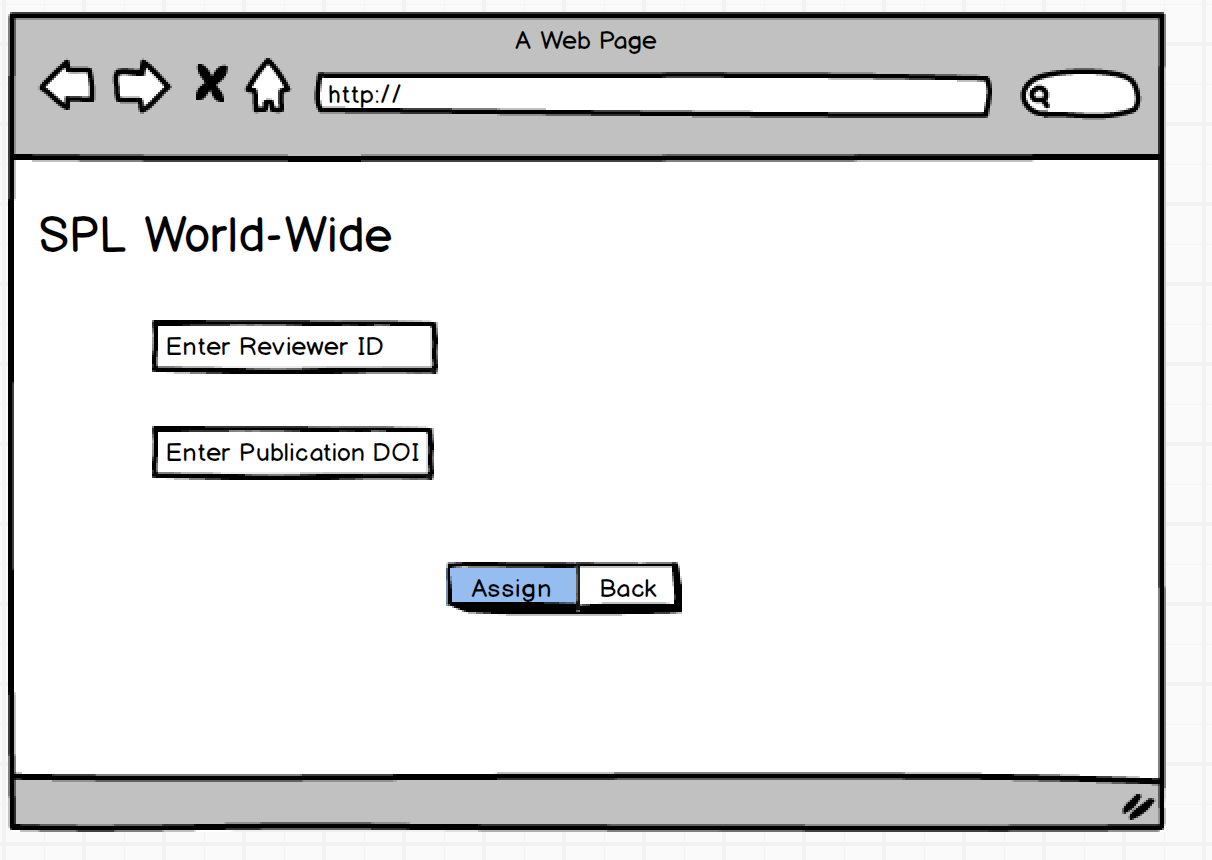 A Web Page
http://
SPL World-Wide
Enter Reviewer ID
Enter Publication DOI
Assign Back